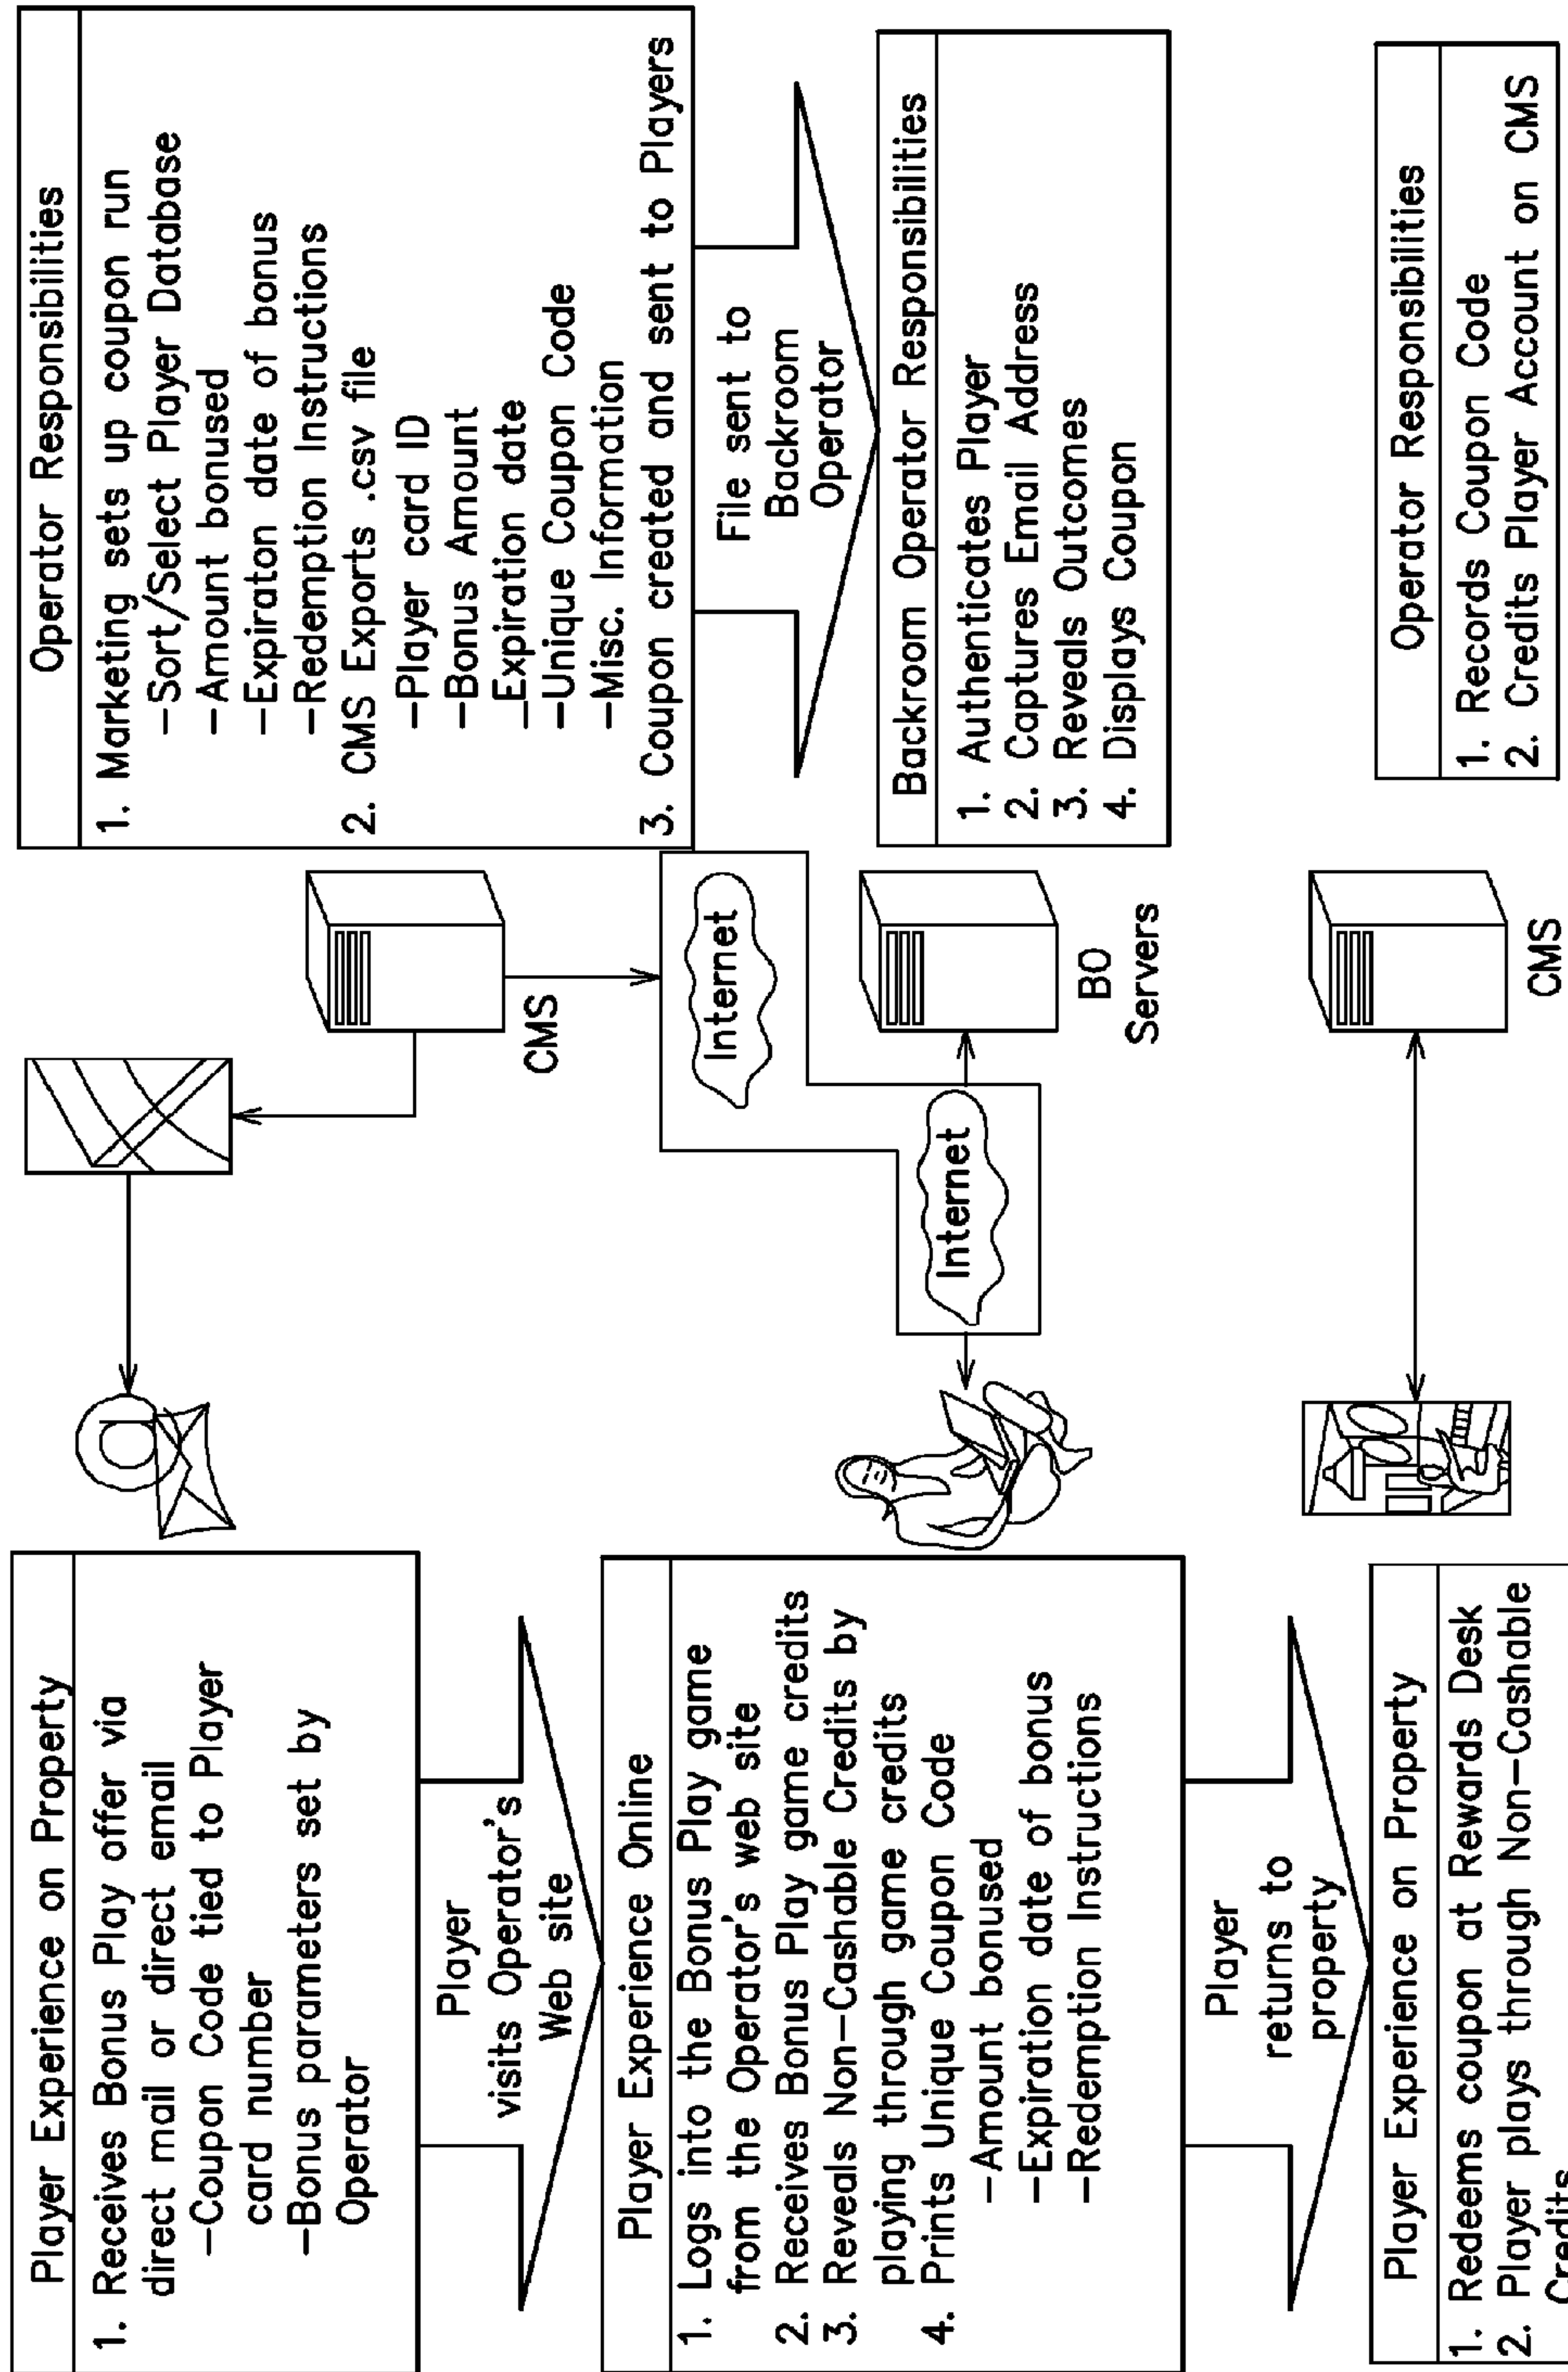 Player Experience on Property
1. Receives Bonus Play offer via
direct mail or direct email
-Coupon Code tied to Player
card number
-Bonus parameters set by
Operator
Player
visits Operator's
Web site
Player Experience Online
1. Logs into the Bonus Play game
from the Operator's web site
2. Receives Bonus Play game credits
3. Reveals Non-Cashable Credits by
playing through game credits
4. Prints Unique Coupon Code
-Amount bonused
-Expiration date of bonus
-Redemption Instructions
Player
returns to
property
Player Experience on Property
1. Redeems coupon at Rewards Desk
2. Player plays through Non-Cashable
Credits
CMS
Internet
Internet
BO
Servers
CMS
Operator Responsibilities
1. Marketing sets up coupon run
-Sort/Select Player Database
-Amount bonused
-Expiraton date of bonus
-Redemption Instructions
2. CMS Exports .csv file
-Player card ID
-Bonus Amount
-Expiration date
-Unique Coupon Code
-Misc. Information
3. Coupon created and sent to Players
File sent to
Backroom
Operator
Backroom Operator Responsibilities
1. Authenticates Player
2. Captures Email Address
3. Reveals Outcomes
4. Displays Coupon
Operator Responsibilities
1. Records Coupon Code
2. Credits Player Account on CMS